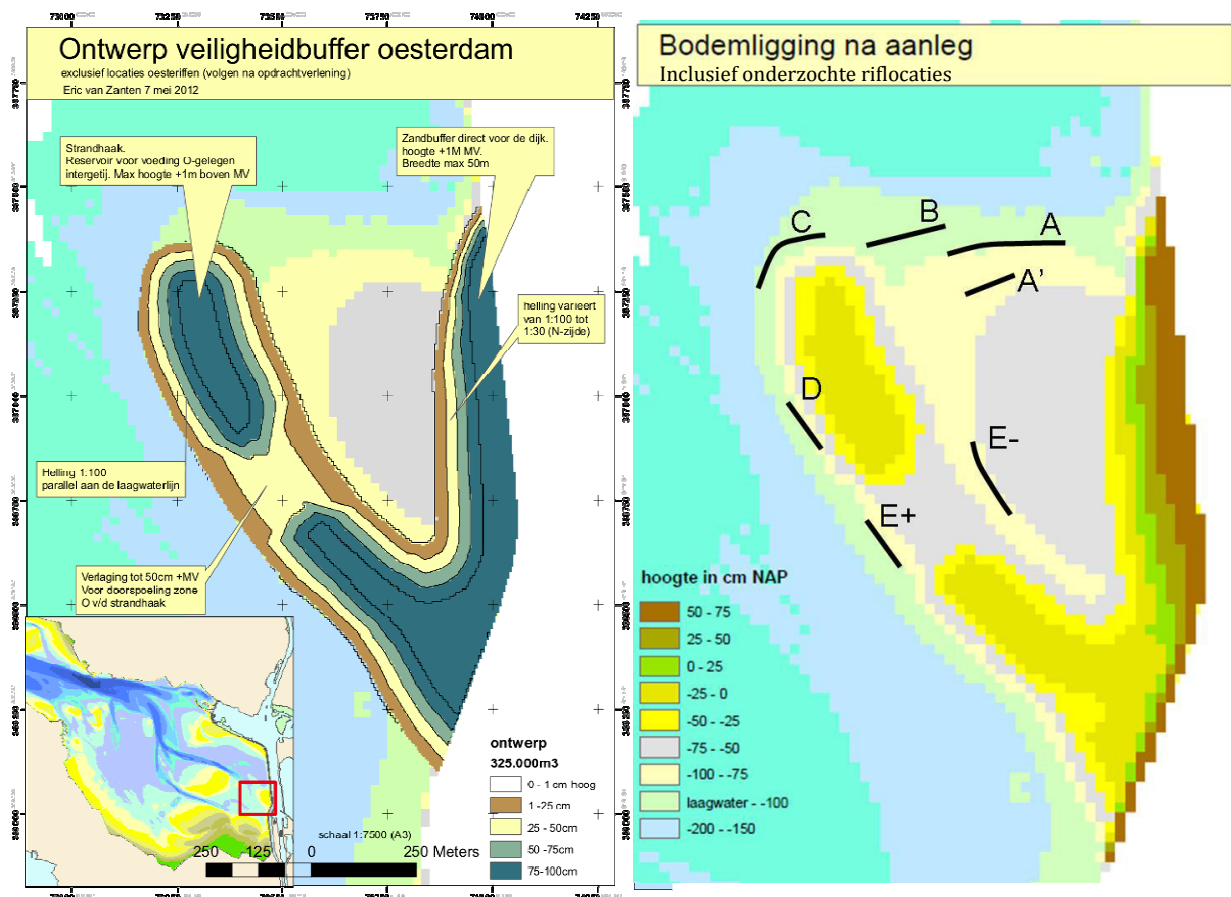 Ontwerp veiligheidbuffer oesterdam
exclusief locaties oesteriffen (volgen na opdrachtverlening)
Eric van Zanten 7 mei 2012
73250
73500
73750
74250
Strandhaak.
Reservoir voor voeding O-gelegen
intergetij. Max hoogte +1m boven MV
Zandbuffer direct voor de dijk.
hoogte +1M MV.
Breedte max 50m
helling varieert
van 1:100 tot
1:30 (N-zijde)
Helling 1:100
parallel aan de laagwaterlijn
Verlaging tot 50cm +MV
Voor doorspoeling zone
O v/d strandhaak
ontwerp
325.000m3
0 - 1 cm hoog
1 -25 cm
25 - 50cm
50 -75cm
75-100cm
schaal 1:7500 (A3)
250 -125 0 250 Meters
Bodemligging na aanleg
Inclusief onderzochte riflocaties
C
B
A
A'
D
E-
E+
hoogte in cm NAP
50 - 75
25 - 50
0 - 25
-25 - 0
-50 - -25
-75 - -50
-100 - -75
laagwater - -100
-200 - -150